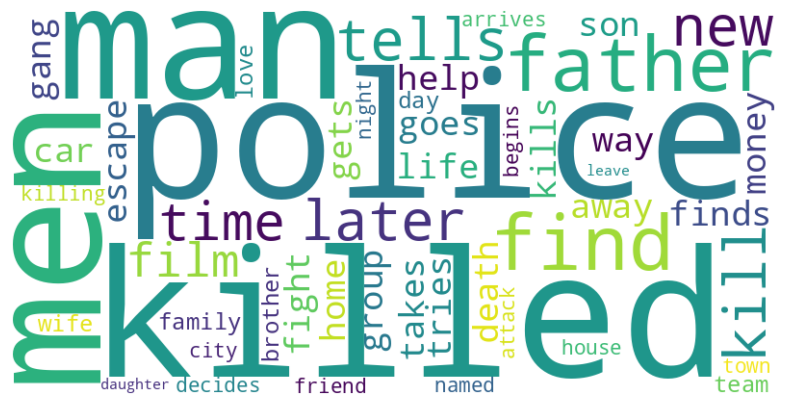 gang
man
love
tells
arrives
son
new
father
help
police
men
car
escape
killing
gets
night
day
goes
life
begins
kills
way
leave
money
time
later
find
away
finds
film
killed
kill
wife
family
city
brother
fight
home
group
takes
tries
death
attack
house
town
team
daughter
decides
friend
named